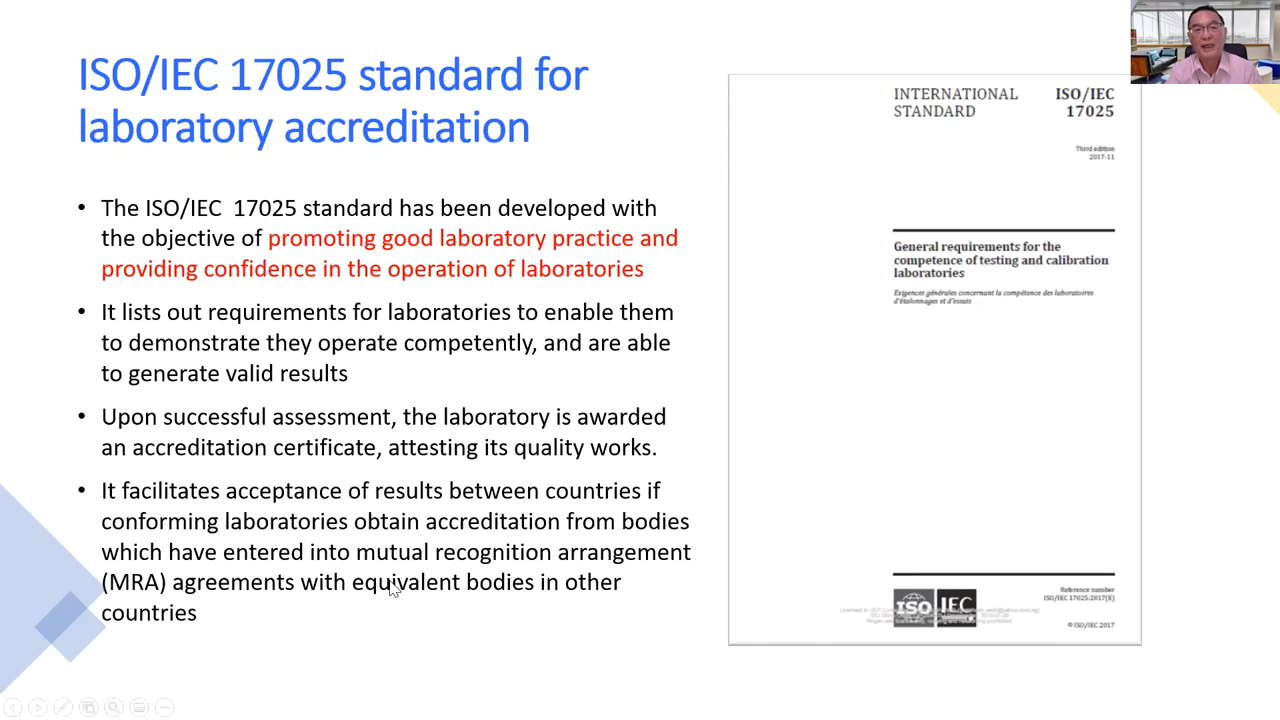 ISO/IEC 17025 standard for
laboratory accreditation
• The ISO/IEC 17025 standard has been developed with
the objective of promoting good laboratory practice and
providing confidence in the operation of laboratories
• It lists out requirements for laboratories to enable them
to demonstrate they operate competently, and are able
to generate valid results
• Upon successful assessment, the laboratory is awarded
an accreditation certificate, attesting its quality works.
• It facilitates acceptance of results between countries if
conforming laboratories obtain accreditation from bodies
which have entered into mutual recognition arrangement
(MRA) agreements with equivalent bodies in other
countries
INTERNATIONAL
STANDARD
ISO/IEC
17025
Third edition
2017-11
General requirements for the
competence of testing and calibration
laboratories
Exigences générales concernant la compétence des laboratoires
d'étalonnages et d'essais
ISO IEC
Reference number
ISO/IEC 17025:2017(E)
© ISO/IEC 2017